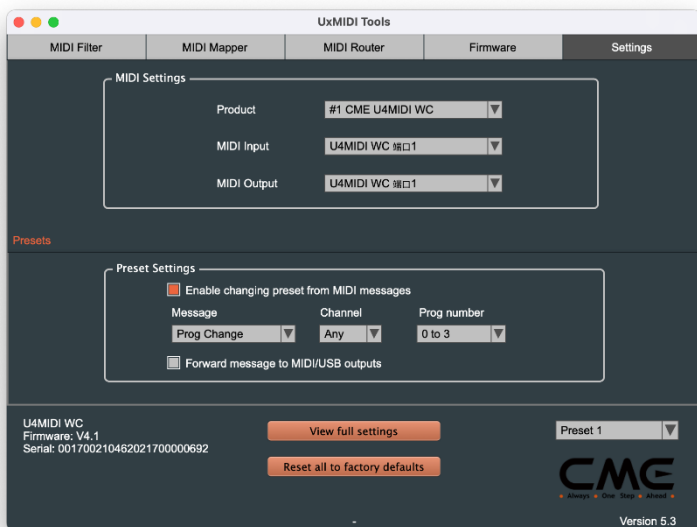 UxMIDI Tools
MIDI Filter MIDI Mapper MIDI Router Firmware Settings
MIDI Settings
Product #1 CME U4MIDI WC
MIDI Input U4MIDI WC 端口1
MIDI Output U4MIDI WC 端口1
Presets
Preset Settings
Enable changing preset from MIDI messages
Message Channel Prog number
Prog Change Any 0 to 3
Forward message to MIDI/USB outputs
U4MIDI WC
Firmware: V4.1
Serial: 001700210462021700000692
View full settings
Preset 1
Reset all to factory defaults
CME
Always One Step Ahead
-
Version 5.3